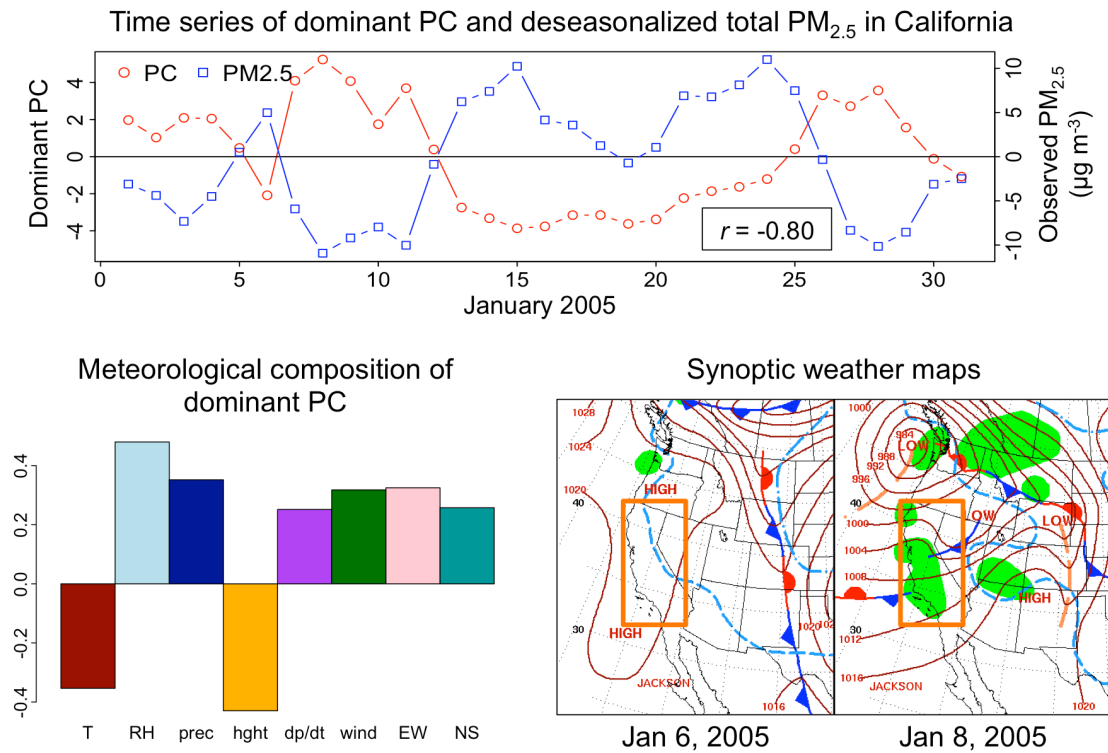 Time series of dominant PC and deseasonalized total PM2.5 in California
PC PM2.5
Dominant PC
4
2
0
-2
-4
10
5
0
-5
-10
Observed PM2.5
(µg m-3)
r = -0.80
0 5 10 15 20 25 30
January 2005
Meteorological composition of
dominant PC
0.4
0.2
0.0
-0.2
-0.4
T RH prec hght dp/dt wind EW NS
Synoptic weather maps
1028
1024
1020
HIGH
40
30
HIGH
1020
JACKSON
1016
1000
984
LOW
988
992
996
40
1000
OW
LOW
1004
1008
HIGH
30
1012
1016
JACKSON
1020
Jan 6, 2005 Jan 8, 2005